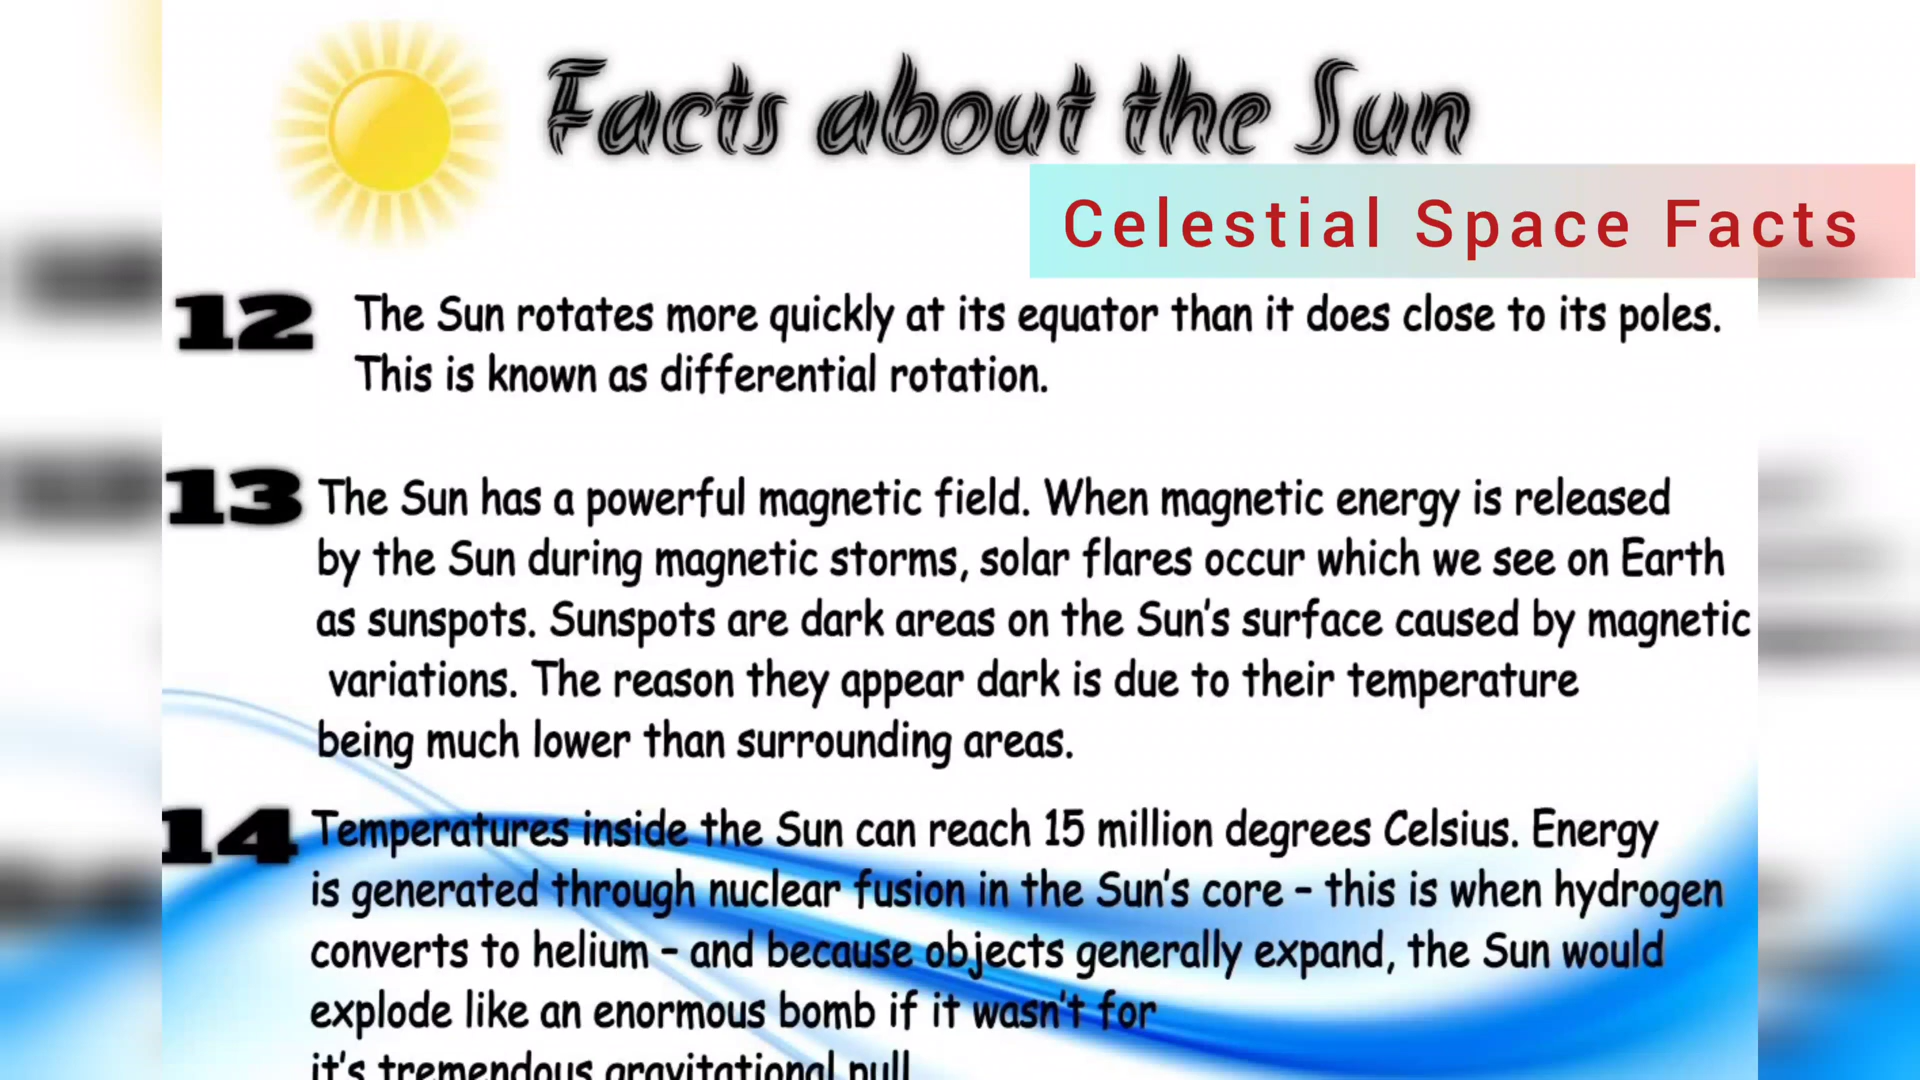 Facts about the Sun
Celestial Space Facts
12 The Sun rotates more quickly at its equator than it does close to its poles.
This is known as differential rotation.
13 The Sun has a powerful magnetic field. When magnetic energy is released
by the Sun during magnetic storms, solar flares occur which we see on Earth
as sunspots. Sunspots are dark areas on the Sun's surface caused by magnetic
variations. The reason they appear dark is due to their temperature
being much lower than surrounding areas.
14 Temperatures inside the Sun can reach 15 million degrees Celsius. Energy
is generated through nuclear fusion in the Sun's core – this is when hydrogen
converts to helium – and because objects generally expand, the Sun would
explode like an enormous bomb if it wasn't for
it's tremendous gravitational pull